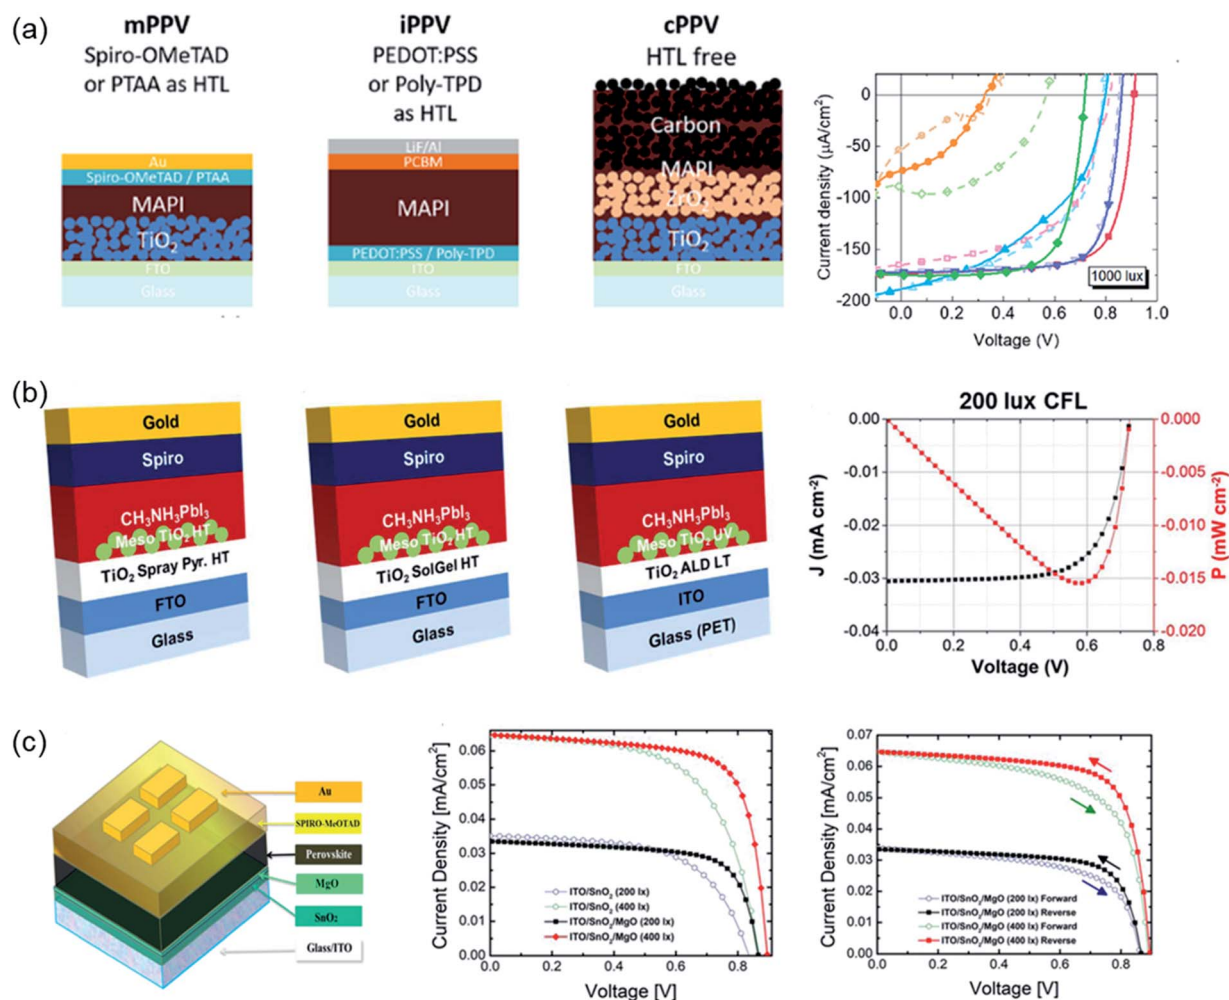 (a)
mPPV
Spiro-OMeTAD
or PTAA as HTL
Au
Spiro-OMeTAD / PTAA
MAPI
TiO2
FTO
Glass
iPPV
PEDOT:PSS
or Poly-TPD
as HTL
LiF/Al
PCBM
MAPI
PEDOT:PSS / Poly-TPD
ITO
Glass
cPPV
HTL free
Carbon
MAPI
ZrO2
TiO2
FTO
Glass
Current density (µA/cm²)
0
-50
-100
-150
-200
1000 lux
0.0 0.2 0.4 0.6 0.8 1.0
Voltage (V)
(b)
Gold
Spiro
CH3NH3PbI3
Meso TiO2 HT
TiO2 Spray Pyr. HT
FTO
Glass
Gold
Spiro
CH3NH3PbI3
Meso TiO2 HT
TiO2 SolGel HT
FTO
Glass
Gold
Spiro
CH3NH3PbI3
Meso TiO2 UV
TiO2 ALD LT
ITO
Glass (PET)
200 lux CFL
J (mA cm-2)
0.00
-0.01
-0.02
-0.03
-0.04
0.0 0.2 0.4 0.6 0.8
Voltage (V)
0.000
-0.005
-0.010
-0.015
-0.020
P (mW cm-2)
(c)
Au
SPIRO-MeOTAD
Perovskite
MgO
SnO2
Glass/ITO
Current Density [mA/cm²]
0.06
0.05
0.04
0.03
0.02
0.01
0.00
ITO/SnO2 (200 lx)
ITO/SnO2 (400 lx)
ITO/SnO2/MgO (200 lx)
ITO/SnO2/MgO (400 lx)
0.0 0.2 0.4 0.6 0.8
Voltage [V]
Current Density [mA/cm²]
0.07
0.06
0.05
0.04
0.03
0.02
0.01
0.00
ITO/SnO2/MgO (200 lx) Forward
ITO/SnO2/MgO (200 lx) Reverse
ITO/SnO2/MgO (400 lx) Forward
ITO/SnO2/MgO (400 lx) Reverse
0.0 0.2 0.4 0.6 0.8
Voltage [V]